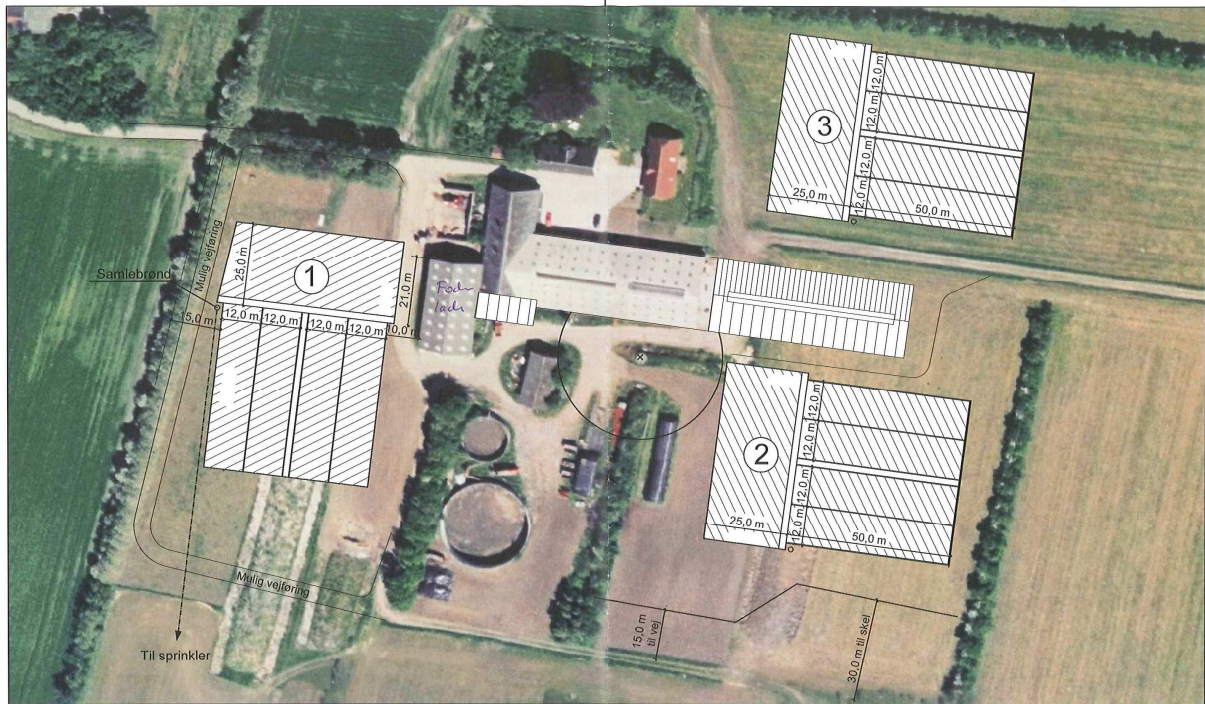 3
12,0 m
12,0 m
12,0 m
12,0 m
25,0 m
50,0 m
Mulig vejføring
25,0 m
1
Samlebrønd
21,0 m
Foder
lade
15,0 m
12,0 m
12,0 m
12,0 m
12,0 m
10,0 m
2
12,0 m
12,0 m
12,0 m
12,0 m
25,0 m
50,0 m
Mulig vejføring
Til sprinkler
15,0 m
til vej
30,0 m til skel